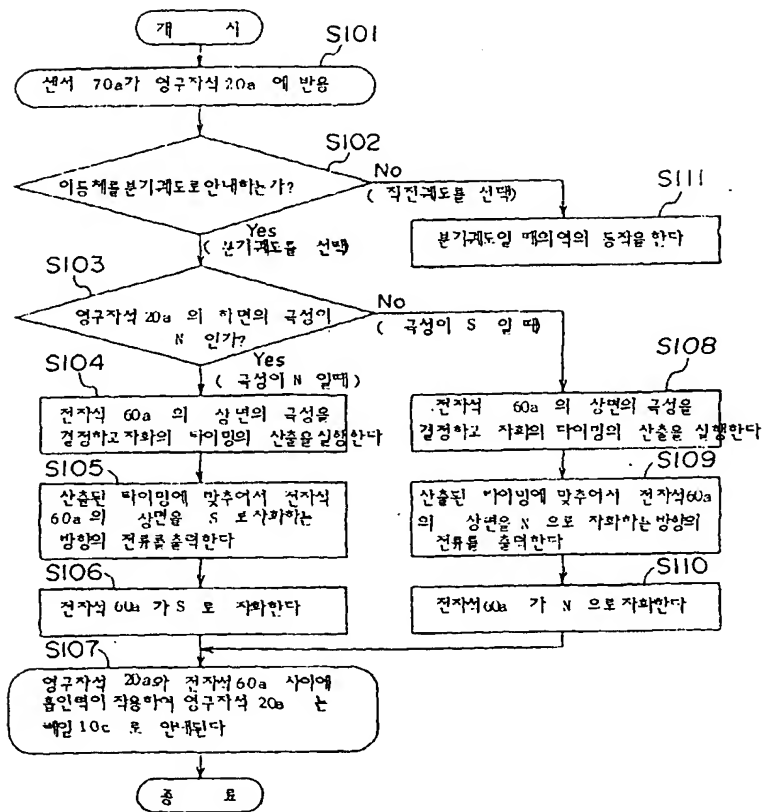 개 시
S101
센서 70a가 영구자석 20a 에 반응
S102
이동체를분기궤도로안내하는가?
No
( 직진궤도를 선택)
S111
분기궤도일 때의역의 동작을한다
Yes
( 분기궤도를 선택)
S103
영구자석 20a 의 하면의 극성이
N 인가?
No
( 극성이 S 일 때)
Yes
( 극성이 N 일때)
S104
전자석 60a 의 상면의 극성을
결정하고자화의 타이밍의 산출을실행한다
S108
전자석 60a 의 상면의 극성을
결정하고 자화의 타이밍의 산출을 실행한다
S105
산출된 타이밍에 맞추어서 전자석
60a 의 상면을 S 로자화하는
방향의 전류를출력한다
S109
산출된 타이밍에 맞추어서 전자석60a
의 상면을 N 으로 자화하는방향의
전류를 출력한다
S106
전자석 60a 가 S 로 자화한다
S110
전자석60a 가 N 으로자화한다
S107
영구자석 20a와 전자석60a 사이에
흡인력이 작용하여 영구자석 20a 는
레일10c 로 안내된다
종 료